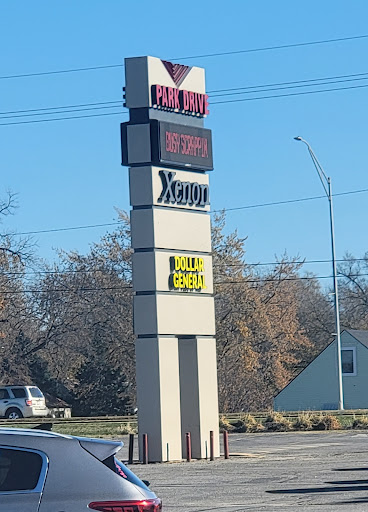 PARK DRIVE
BUSY SCRAPPIN
Xenon
DOLLAR
GENERAL